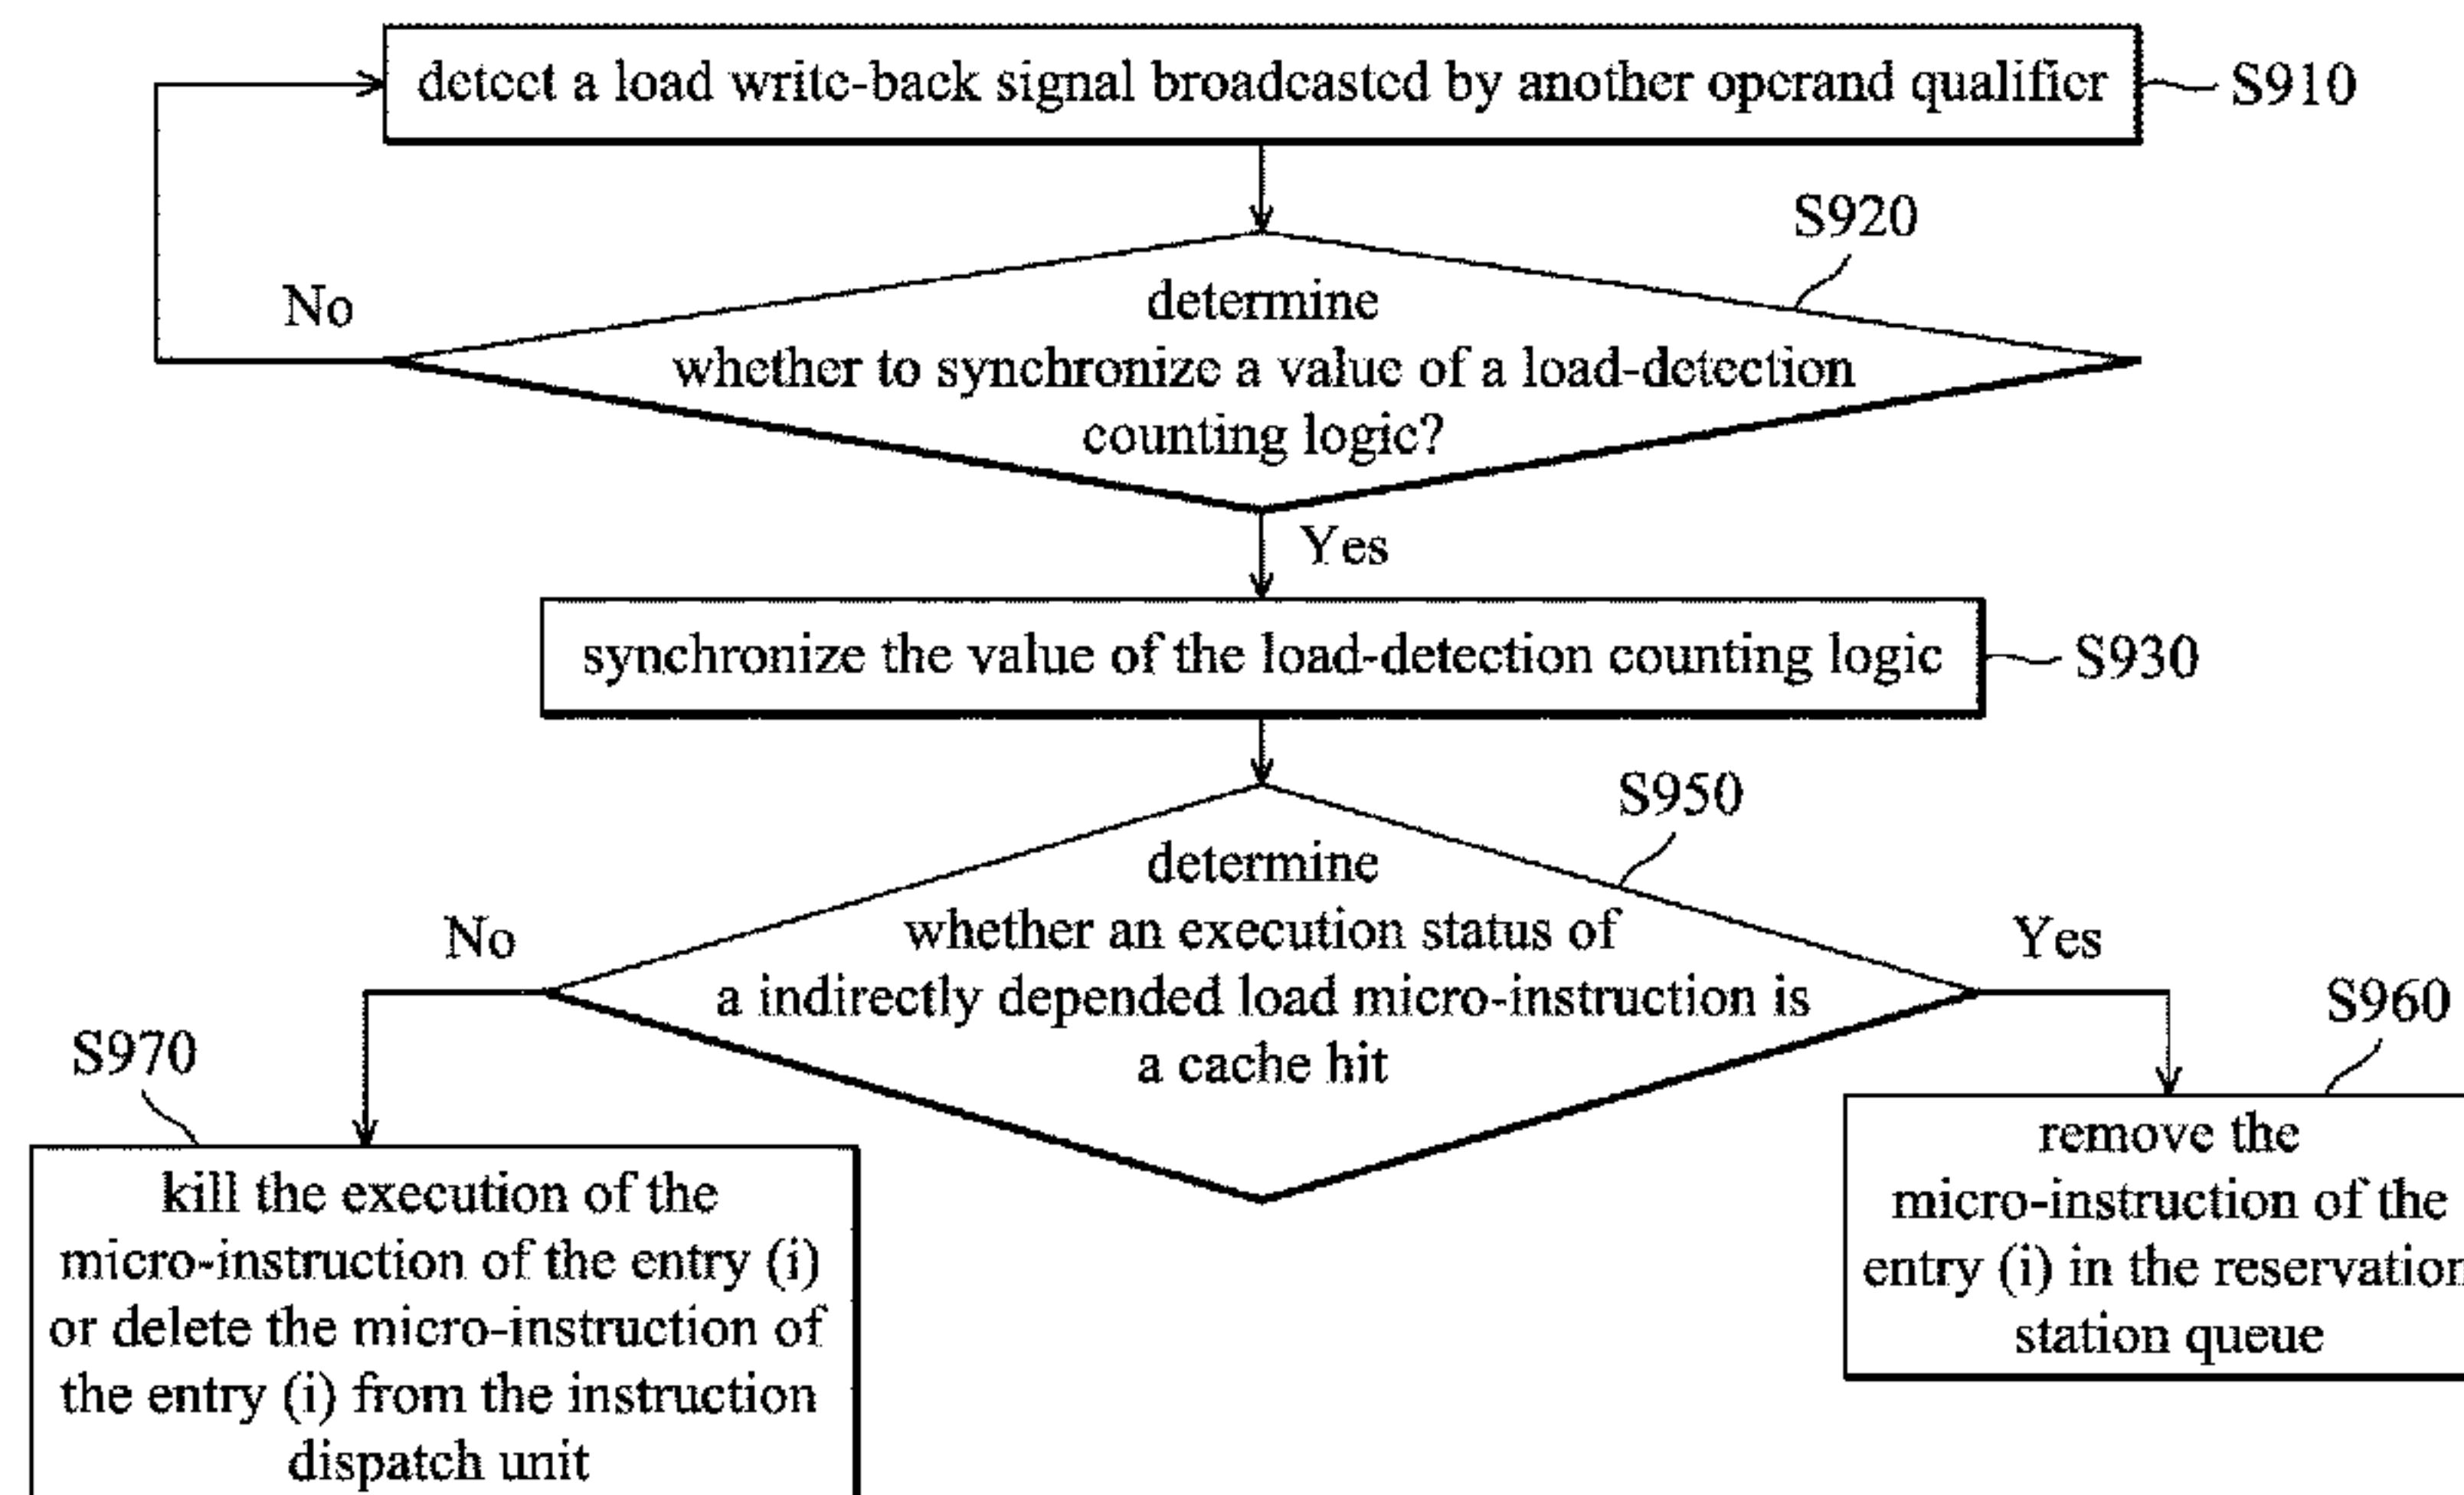 detect a load write-back signal broadcasted by another operand qualifier
S910
S920
No
determine
whether to synchronize a value of a load-detection
counting logic?
Yes
synchronize the value of the load-detection counting logic
S930
S950
determine
whether an execution status of
a indirectly depended load micro-instruction is
a cache hit
No
Yes
S970
S960
kill the execution of the
micro-instruction of the entry (i)
or delete the micro-instruction of
the entry (i) from the instruction
dispatch unit
remove the
micro-instruction of the
entry (i) in the reservation
station queue